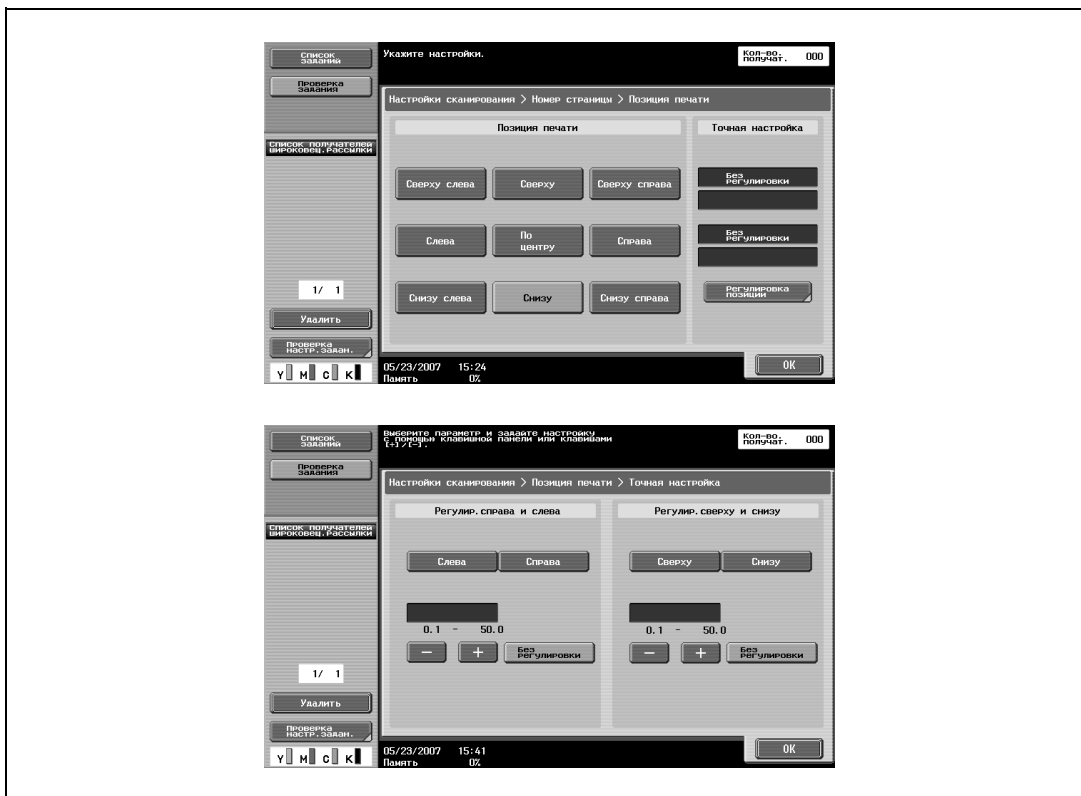 Список
заданий
Укажите настройки.
Кол-во.
получат. 000
Проверка
задания
Настройки сканирования > Номер страницы > Позиция печати
Позиция печати
Точная настройка
Список получателей
широковещ.рассылки
Сверху слева
Сверху
Сверху справа
Без
регулировки
Слева
По
центру
Справа
Без
регулировки
1/ 1
Снизу слева
Снизу
Снизу справа
Регулировка
позиции
Удалить
Проверка
настр.задан.
OK
Y M C K
05/23/2007 15:24
Память 0%
Список
заданий
Выберите параметр и задайте настройку
с помощью клавишной панели или клавишами
[+]/[-].
Кол-во.
получат. 000
Проверка
задания
Настройки сканирования > Позиция печати > Точная настройка
Регулир.справа и слева
Регулир.сверху и снизу
Список получателей
широковещ.рассылки
Слева
Справа
Сверху
Снизу
0.1 - 50.0
0.1 - 50.0
- +
Без
регулировки
- +
Без
регулировки
1/ 1
Удалить
Проверка
настр.задан.
OK
Y M C K
05/23/2007 15:41
Память 0%